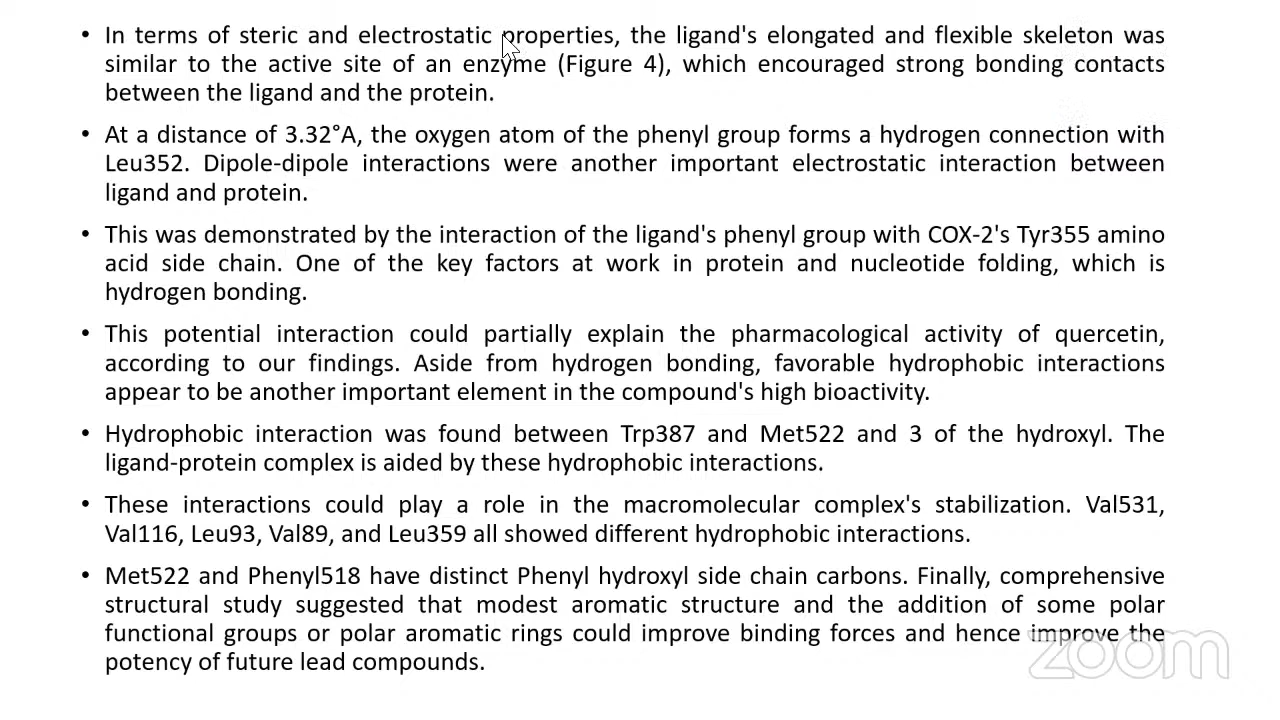 • In terms of steric and electrostatic properties, the ligand's elongated and flexible skeleton was
similar to the active site of an enzyme (Figure 4), which encouraged strong bonding contacts
between the ligand and the protein.
• At a distance of 3.32°A, the oxygen atom of the phenyl group forms a hydrogen connection with
Leu352. Dipole-dipole interactions were another important electrostatic interaction between
ligand and protein.
• This was demonstrated by the interaction of the ligand's phenyl group with COX-2's Tyr355 amino
acid side chain. One of the key factors at work in protein and nucleotide folding, which is
hydrogen bonding.
• This potential interaction could partially explain the pharmacological activity of quercetin,
according to our findings. Aside from hydrogen bonding, favorable hydrophobic interactions
appear to be another important element in the compound's high bioactivity.
• Hydrophobic interaction was found between Trp387 and Met522 and 3 of the hydroxyl. The
ligand-protein complex is aided by these hydrophobic interactions.
• These interactions could play a role in the macromolecular complex's stabilization. Val531,
Val116, Leu93, Val89, and Leu359 all showed different hydrophobic interactions.
• Met522 and Phenyl518 have distinct Phenyl hydroxyl side chain carbons. Finally, comprehensive
structural study suggested that modest aromatic structure and the addition of some polar
functional groups or polar aromatic rings could improve binding forces and hence improve the
potency of future lead compounds.
zoom